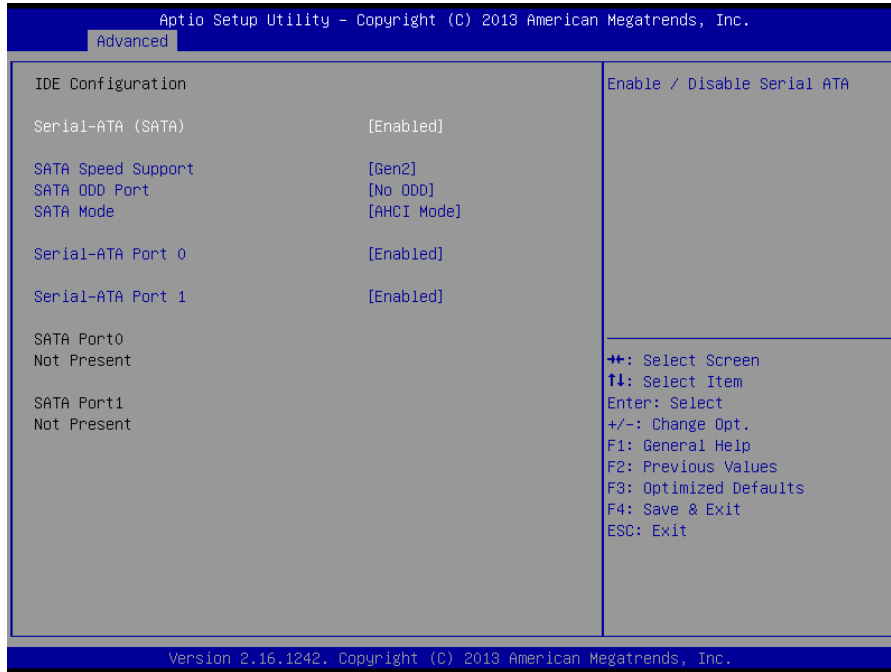 Aptio Setup Utility – Copyright (C) 2013 American Megatrends, Inc.
Advanced
IDE Configuration
Serial-ATA (SATA) [Enabled]
SATA Speed Support [Gen2]
SATA ODD Port [No ODD]
SATA Mode [AHCI Mode]
Serial-ATA Port 0 [Enabled]
Serial-ATA Port 1 [Enabled]
SATA Port0
Not Present
SATA Port1
Not Present
Enable / Disable Serial ATA
→←: Select Screen
↑↓: Select Item
Enter: Select
+/-: Change Opt.
F1: General Help
F2: Previous Values
F3: Optimized Defaults
F4: Save & Exit
ESC: Exit
Version 2.16.1242. Copyright (C) 2013 American Megatrends, Inc.